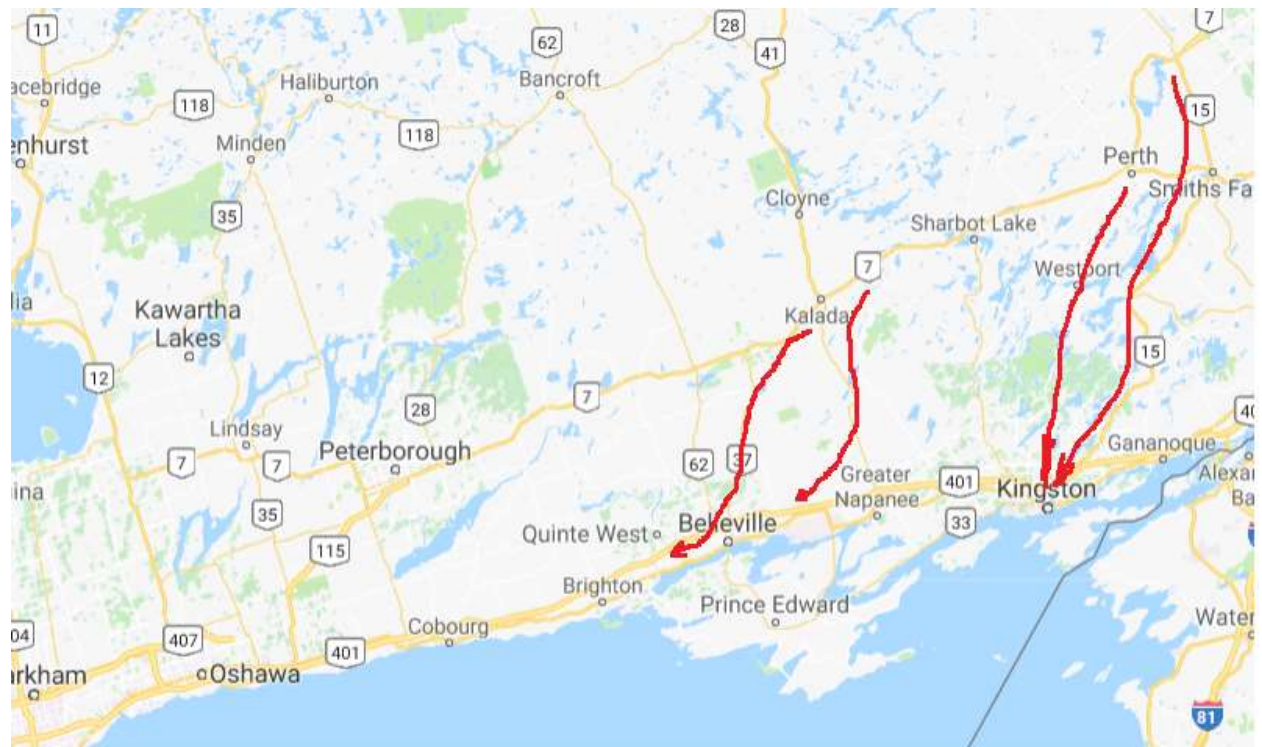 11
28
7
62
41
acebridge
Haliburton
Bancroft
118
15
118
enhurst
Minden
Perth
Smiths Fa
Cloyne
35
Sharbot Lake
7
Westport
lia
Kawartha
Lakes
Kalada
15
12
7
28
40
Lindsay
Peterborough
Gananoque
7
7
62
37
Greater
Napanee
401
Kingston
Alexan
Ba
ina
35
33
Quinte West
Belleville
115
Brighton
Prince Edward
Water
04
407
Cobourg
401
arkham
Oshawa
81